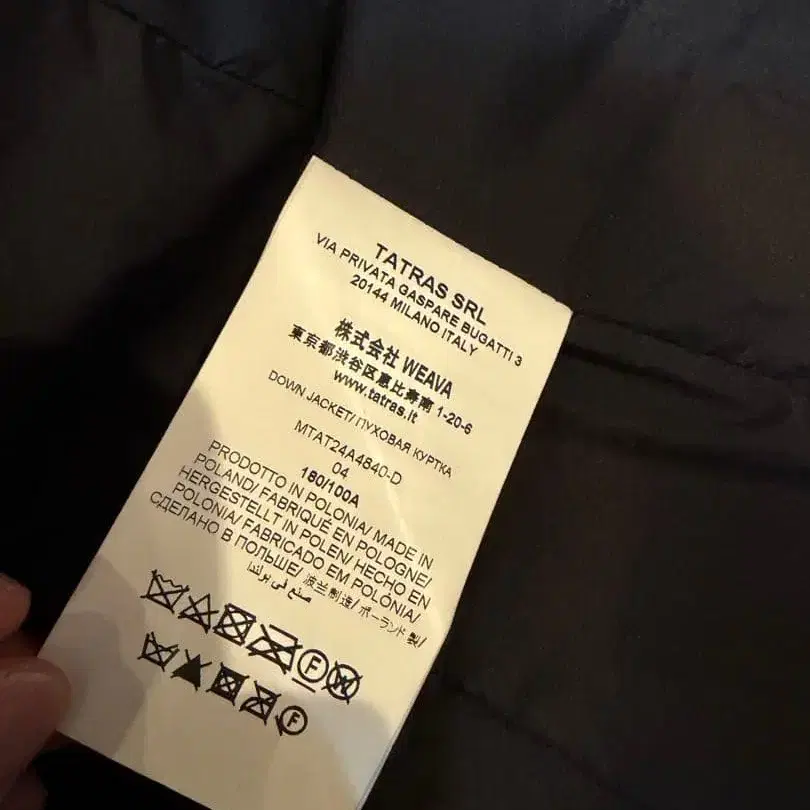 TATRAS SRL
VIA PRIVATA GASPARE BUGATTI 3
20144 MILANO ITALY
株式会社 WEAVA
東京都渋谷区恵比寿南 1-20-6
www.tatras.it
DOWN JACKET/ ПУХОВАЯ КУРТКА
MTAT24A4840-D
04
180/100A
PRODOTTO IN POLONIA/ MADE IN
POLAND/ FABRIQUÉ EN POLOGNE/
HERGESTELLT IN POLEN/ HECHO EN
POLONIA/ FABRICADO EM POLÓNIA/
СДЕЛАНО В ПОЛЬШЕ/ 波兰制造/ ポーランド製/
صنع في بولندا
F W
F